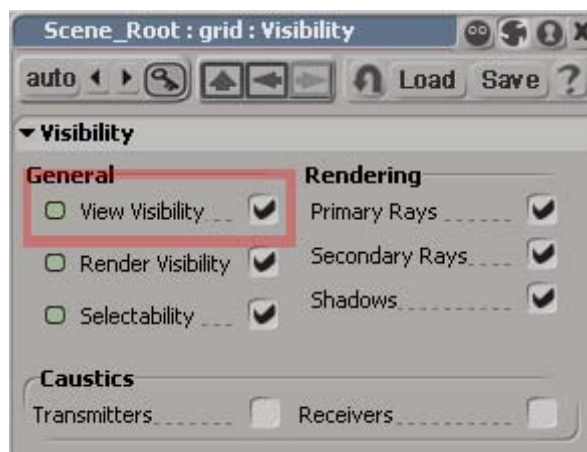 Scene_Root : grid : Visibility
auto Load Save ?
Visibility
General
View Visibility
Render Visibility
Selectability
Rendering
Primary Rays
Secondary Rays
Shadows
Caustics
Transmitters
Receivers